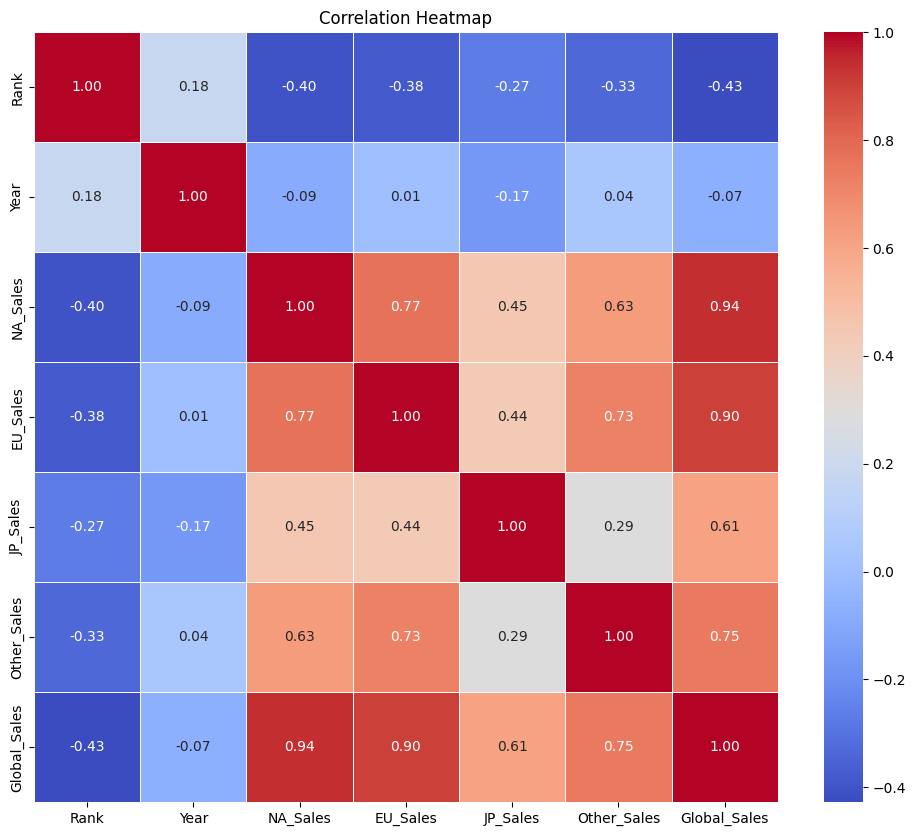 Correlation Heatmap
Rank 1.00 0.18 -0.40 -0.38 -0.27 -0.33 -0.43
Year 0.18 1.00 -0.09 0.01 -0.17 0.04 -0.07
NA_Sales -0.40 -0.09 1.00 0.77 0.45 0.63 0.94
EU_Sales -0.38 0.01 0.77 1.00 0.44 0.73 0.90
JP_Sales -0.27 -0.17 0.45 0.44 1.00 0.29 0.61
Other_Sales -0.33 0.04 0.63 0.73 0.29 1.00 0.75
Global_Sales -0.43 -0.07 0.94 0.90 0.61 0.75 1.00
Rank Year NA_Sales EU_Sales JP_Sales Other_Sales Global_Sales
1.0
0.8
0.6
0.4
0.2
0.0
-0.2
-0.4